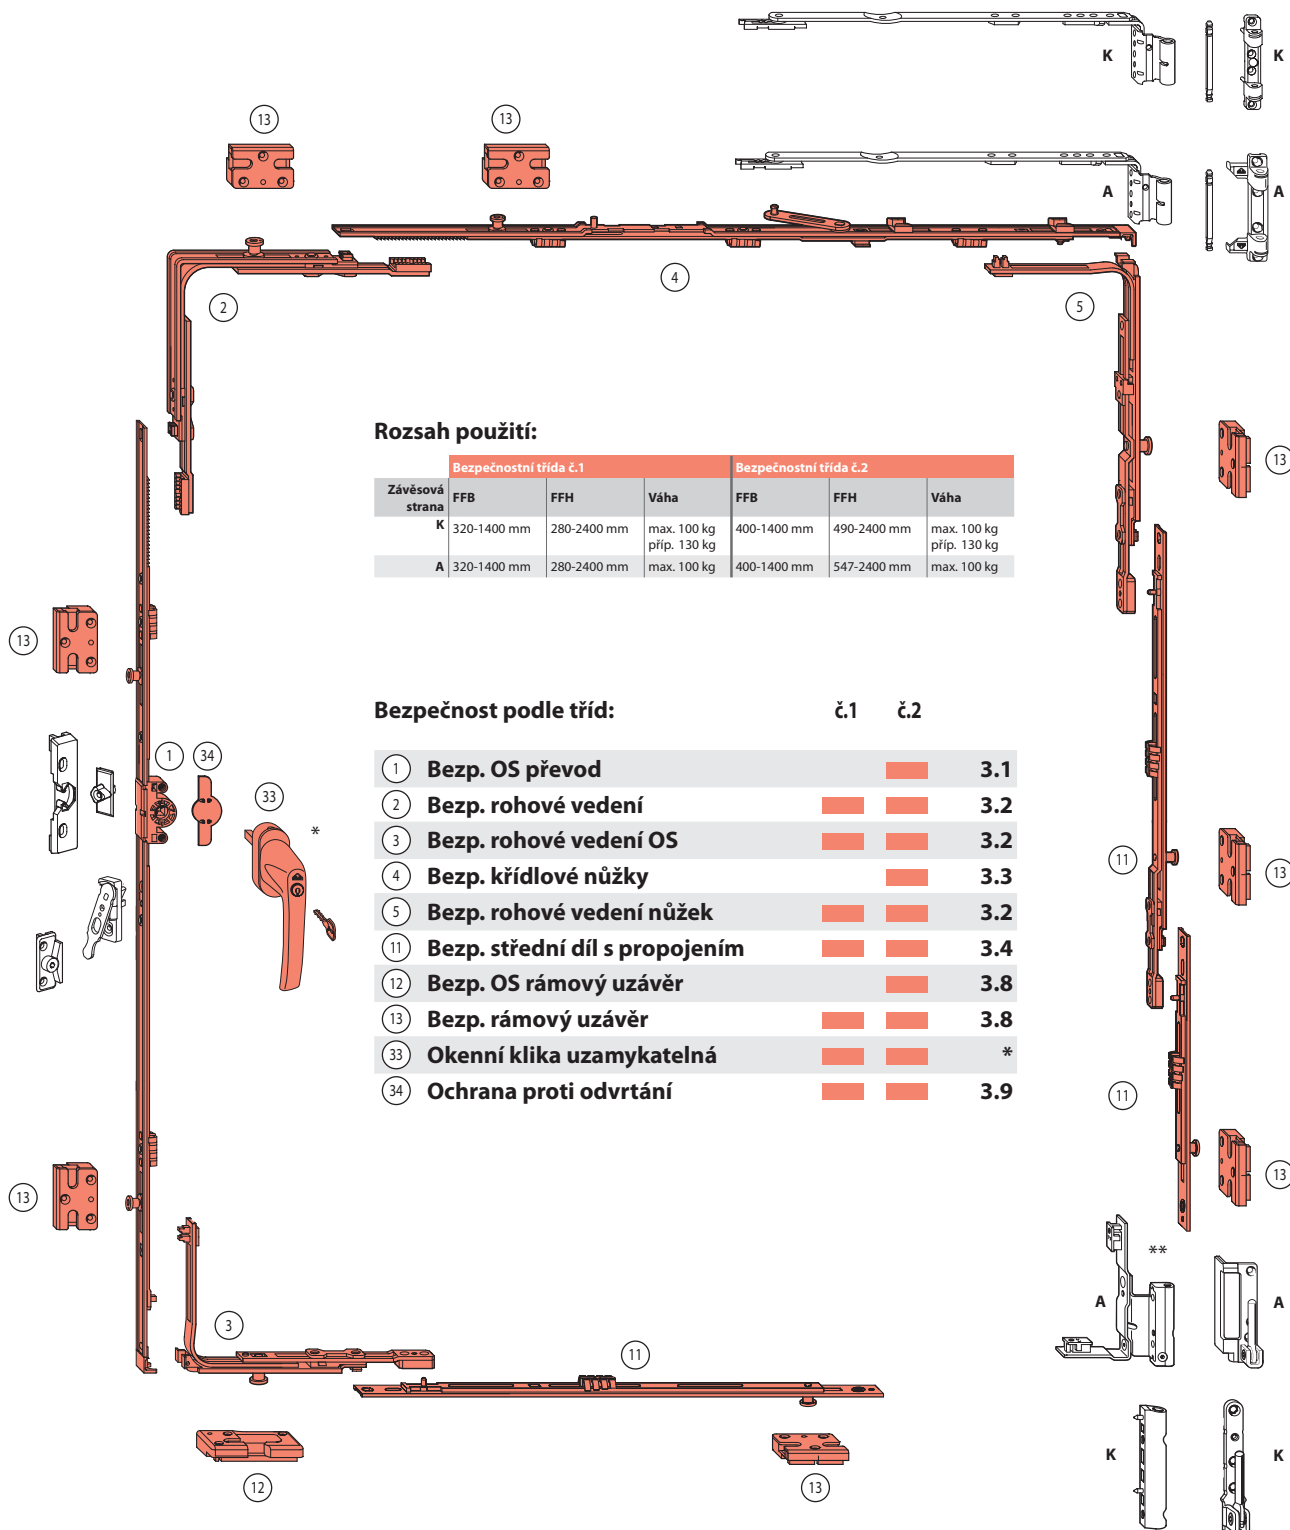 K
K
13
13
A
A
4
2
5
Rozsah použití:
Bezpečnostní třída č.1 Bezpečnostní třída č.2
Závěsová strana FFB FFH Váha FFB FFH Váha
K 320-1400 mm 280-2400 mm max. 100 kg 400-1400 mm 490-2400 mm max. 100 kg
příp. 130 kg příp. 130 kg
A 320-1400 mm 280-2400 mm max. 100 kg 400-1400 mm 547-2400 mm max. 100 kg
13
13
Bezpečnost podle tříd: č.1 č.2
1 Bezp. OS převod 3.1
2 Bezp. rohové vedení 3.2
3 Bezp. rohové vedení OS 3.2
4 Bezp. křídlové nůžky 3.3
5 Bezp. rohové vedení nůžek 3.2
11 Bezp. střední díl s propojením 3.4
12 Bezp. OS rámový uzávěr 3.8
13 Bezp. rámový uzávěr 3.8
33 Okenní klika uzamykatelná *
34 Ochrana proti odvrtání 3.9
1
34
33
*
11
13
11
13
13
**
A
A
3
11
K
K
12
13